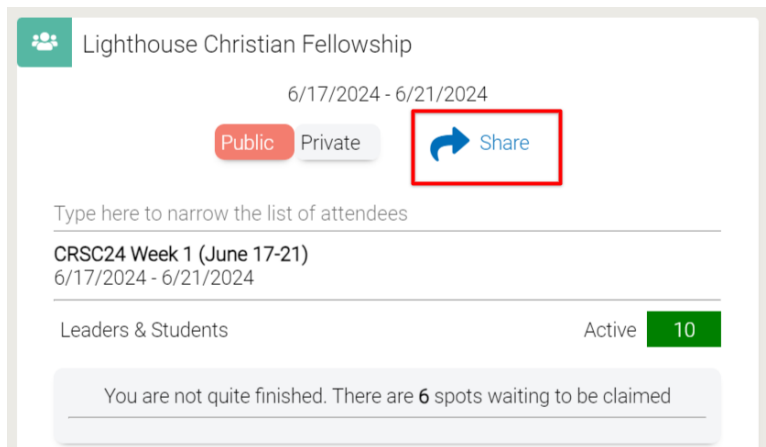 Lighthouse Christian Fellowship
6/17/2024 - 6/21/2024
Public Private Share
Type here to narrow the list of attendees
CRSC24 Week 1 (June 17-21)
6/17/2024 - 6/21/2024
Leaders & Students Active 10
You are not quite finished. There are 6 spots waiting to be claimed